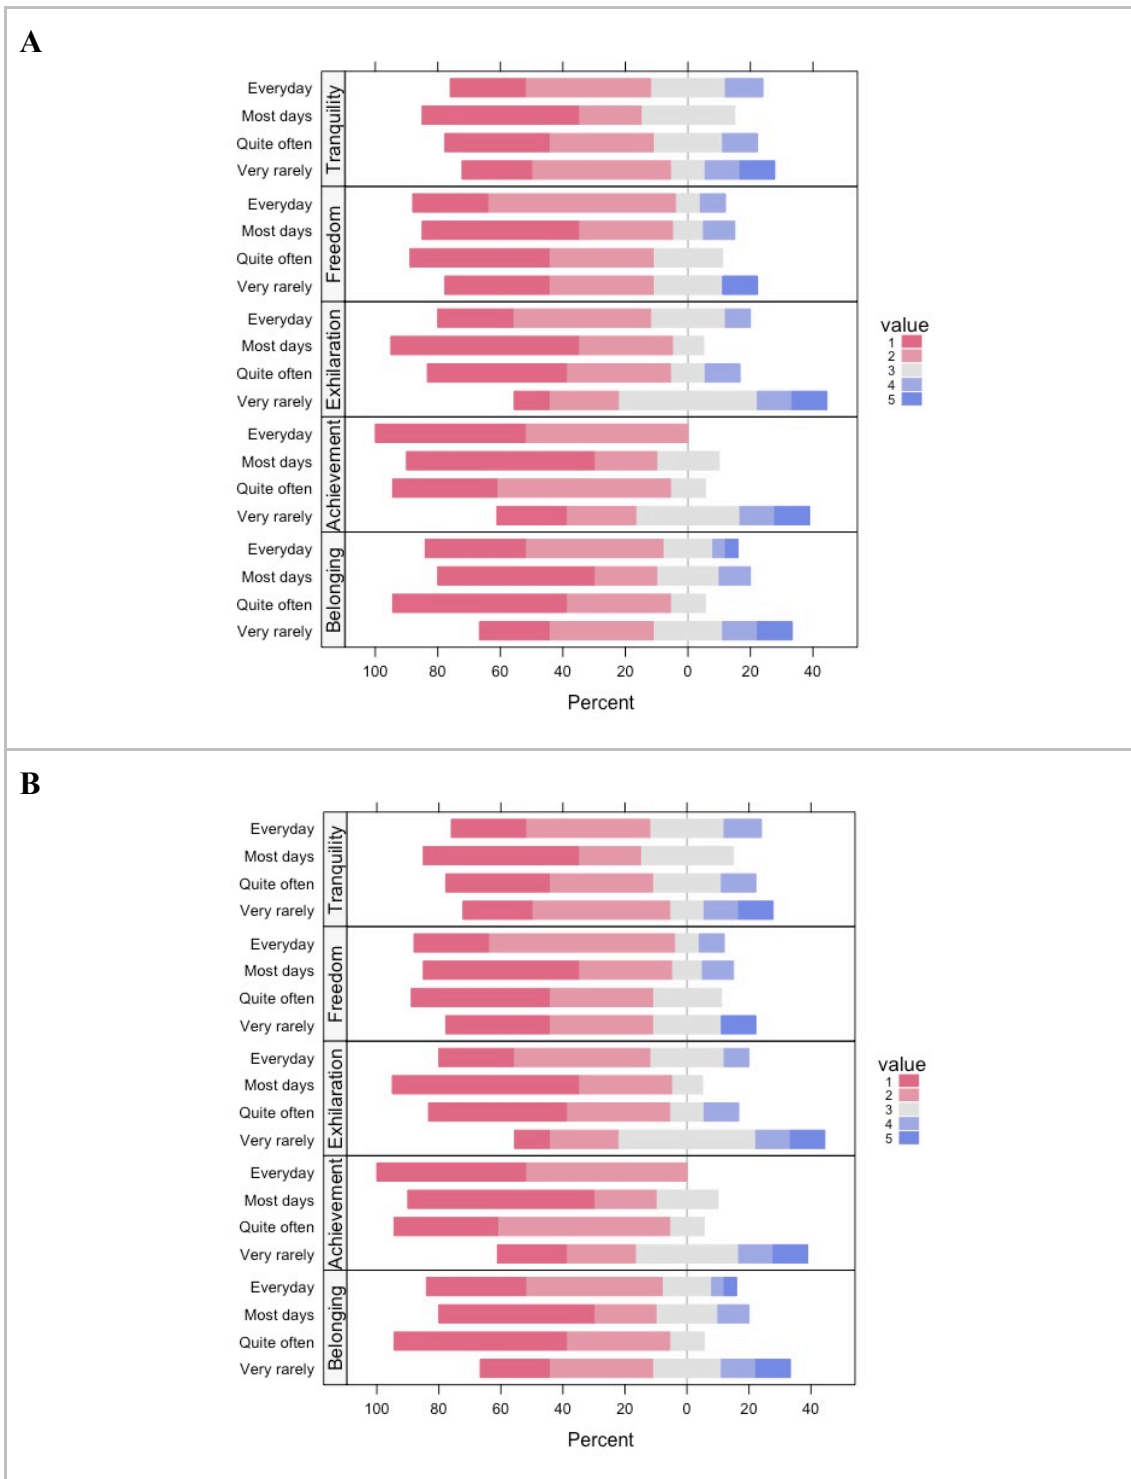 A
Tranquility
Everyday
Most days
Quite often
Very rarely
Freedom
Everyday
Most days
Quite often
Very rarely
Exhilaration
Everyday
Most days
Quite often
Very rarely
Achievement
Everyday
Most days
Quite often
Very rarely
Belonging
Everyday
Most days
Quite often
Very rarely
100 80 60 40 20 0 20 40
Percent
value
1
2
3
4
5
B
Tranquility
Everyday
Most days
Quite often
Very rarely
Freedom
Everyday
Most days
Quite often
Very rarely
Exhilaration
Everyday
Most days
Quite often
Very rarely
Achievement
Everyday
Most days
Quite often
Very rarely
Belonging
Everyday
Most days
Quite often
Very rarely
100 80 60 40 20 0 20 40
Percent
value
1
2
3
4
5